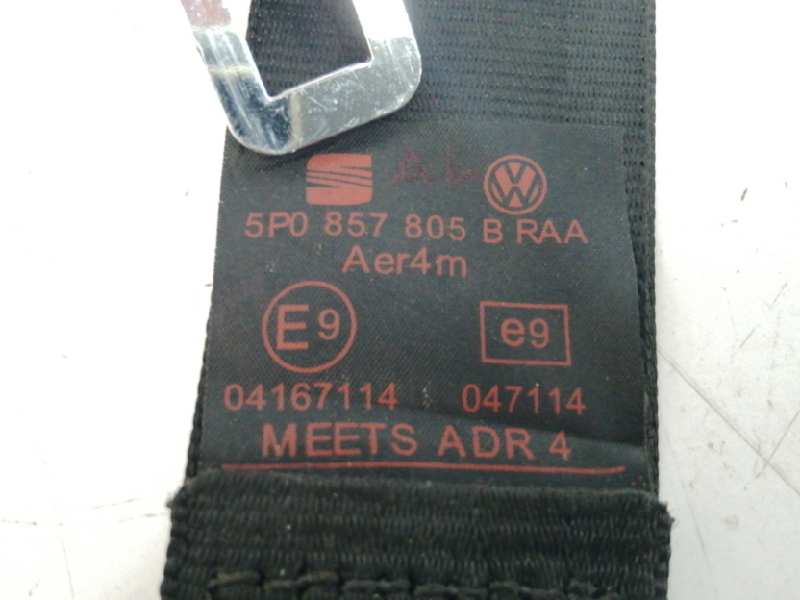 5P0 857 805 B RAA
Aer4m
E9 e9
04167114 047114
MEETS ADR 4